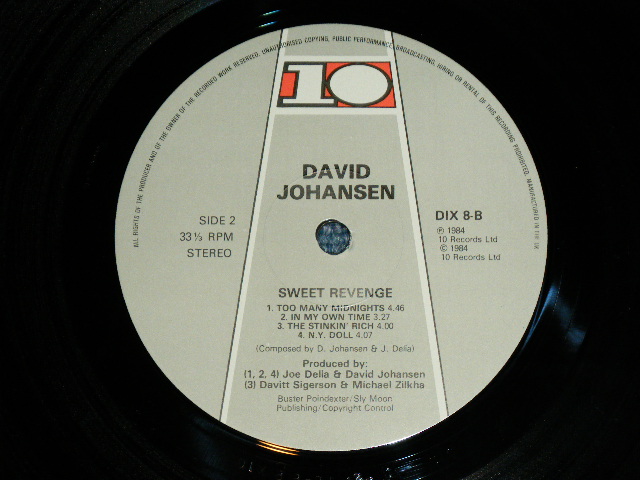 ALL RIGHTS OF THE PRODUCER AND OF THE OWNER OF THE RECORDED WORK RESERVED. UNAUTHORISED COPYING, PUBLIC PERFORMANCE, BROADCASTING, HIRING OR RENTAL OF THIS RECORDING PROHIBITED. MANUFACTURED IN THE UK
10
DAVID
JOHANSEN
SIDE 2
33⅓ RPM
STEREO
DIX 8-B
℗ 1984
10 Records Ltd
© 1984
10 Records Ltd
SWEET REVENGE
1. TOO MANY MIDNIGHTS 4.46
2. IN MY OWN TIME 3.27
3. THE STINKIN' RICH 4.00
4. N.Y. DOLL 4.07
(Composed by D. Johansen & J. Delia)
Produced by:
(1, 2, 4) Joe Delia & David Johansen
(3) Davitt Sigerson & Michael Zilkha
Buster Poindexter/Sly Moon
Publishing/Copyright Control